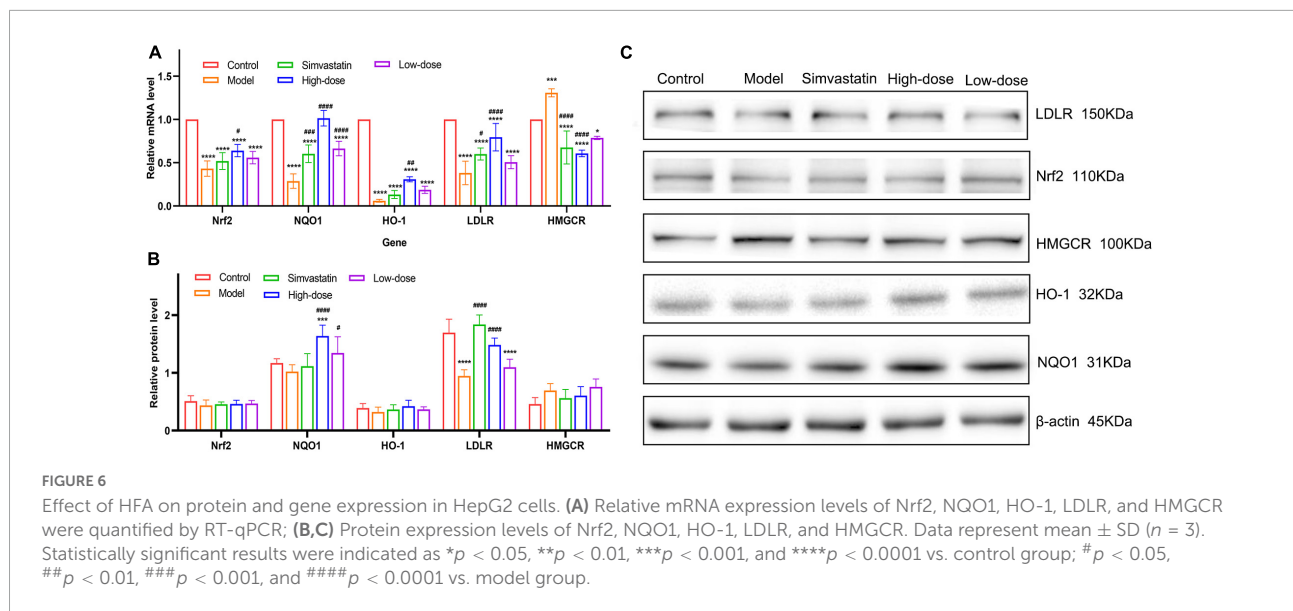 A
Control Simvastatin Low-dose
Model High-dose
Relative mRNA level
1.5
1.0
0.5
0.0
#### ####
*** # ### #### **** # **** #### ####
**** **** **** **** **** **** ## **** **** **** **** **** **** *
**** **** **** ****
Nrf2 NQO1 HO-1 LDLR HMGCR
Gene
B
Control Simvastatin Low-dose
Model High-dose
Relative protein level
2
1
0
####
*** # **** #### #### ****
Nrf2 NQO1 HO-1 LDLR HMGCR
C
Control Model Simvastatin High-dose Low-dose
LDLR 150KDa
Nrf2 110KDa
HMGCR 100KDa
HO-1 32KDa
NQO1 31KDa
β-actin 45KDa
FIGURE 6
Effect of HFA on protein and gene expression in HepG2 cells. (A) Relative mRNA expression levels of Nrf2, NQO1, HO-1, LDLR, and HMGCR
were quantified by RT-qPCR; (B,C) Protein expression levels of Nrf2, NQO1, HO-1, LDLR, and HMGCR. Data represent mean ± SD (n = 3).
Statistically significant results were indicated as *p < 0.05, **p < 0.01, ***p < 0.001, and ****p < 0.0001 vs. control group; #p < 0.05,
##p < 0.01, ###p < 0.001, and ####p < 0.0001 vs. model group.